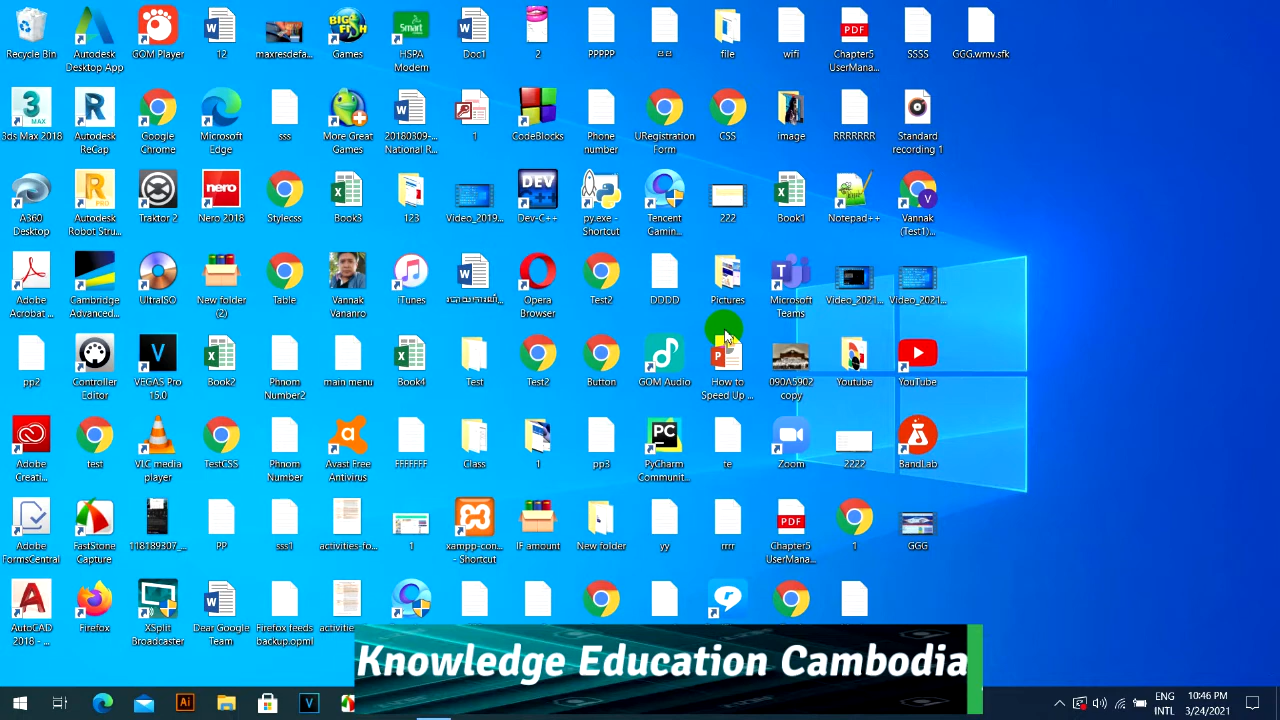 Recycle Bin
Autodesk
Desktop App
GOM Player
12
maxresdefa...
Games
HSPA
Modem
Doc1
2
PPPPP
file
wifi
Chapter5
UserMana...
SSSS
GGG.wmv.sfk
3ds Max 2018
Autodesk
ReCap
Google
Chrome
Microsoft
Edge
sss
More Great
Games
20180309-...
National R...
1
CodeBlocks
Phone
number
URegistration
Form
CSS
image
RRRRRRR
Standard
recording 1
A360
Desktop
Autodesk
Robot Stru...
Traktor 2
Nero 2018
Stylecss
Book3
123
Video_2019...
Dev-C++
py.exe -
Shortcut
Tencent
Gamin...
222
Book1
Notepad++
Vannak
(Test1)...
Adobe
Acrobat ...
Cambridge
Advanced...
UltraISO
New folder
(2)
Table
Vannak
Vananro
iTunes
Opera
Browser
Test2
DDDD
Pictures
Microsoft
Teams
Video_2021...
Video_2021...
pp2
Controller
Editor
VEGAS Pro
15.0
Book2
Phnom
Number2
main menu
Book4
Test
Test2
Button
GOM Audio
How to
Speed Up ...
090A5902
copy
Youtube
YouTube
Adobe
Creati...
test
VLC media
player
TestCSS
Phnom
Number
Avast Free
Antivirus
FFFFFFF
Class
1
pp3
PyCharm
Communit...
te
Zoom
2222
BandLab
Adobe
FormsCentral
FastStone
Capture
118189307_...
PP
sss1
activities-fo...
1
xampp-con...
- Shortcut
IF amount
New folder
yy
rrrr
Chapter5
UserMana...
1
GGG
AutoCAD
2018 - ...
Firefox
XSplit
Broadcaster
Dear Google
Team
Firefox feeds
backup.opml
activitie
Knowledge Education Cambodia
ENG
INTL
10:46 PM
3/24/2021